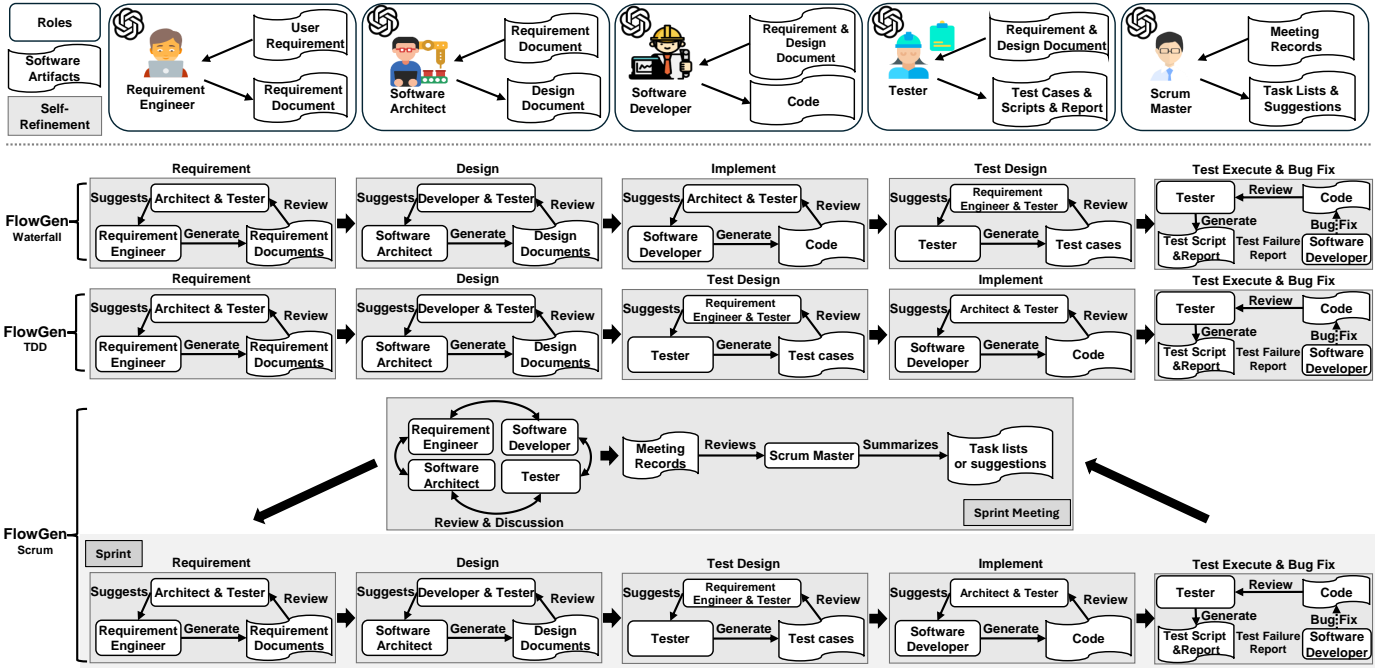 Roles
Software
Artifacts
Self-
Refinement
User
Requirement
Requirement
Document
Requirement
Engineer
Requirement
Document
Design
Document
Software
Architect
Requirement &
Design
Document
Code
Software
Developer
Requirement &
Design Document
Test Cases &
Scripts & Report
Tester
Meeting
Records
Task Lists &
Suggestions
Scrum
Master
FlowGen
Waterfall
Requirement
Suggests
Architect & Tester
Review
Requirement
Engineer
Generate
Requirement
Documents
Design
Suggests
Developer & Tester
Review
Software
Architect
Generate
Design
Documents
Implement
Suggests
Architect & Tester
Review
Software
Developer
Generate
Code
Test Design
Suggests
Requirement
Engineer & Tester
Review
Tester
Generate
Test cases
Test Execute & Bug Fix
Tester
Review
Code
Generate
Bug Fix
Test Script
&Report
Test Failure
Report
Software
Developer
FlowGen
TDD
Requirement
Suggests
Architect & Tester
Review
Requirement
Engineer
Generate
Requirement
Documents
Design
Suggests
Developer & Tester
Review
Software
Architect
Generate
Design
Documents
Test Design
Suggests
Requirement
Engineer & Tester
Review
Tester
Generate
Test cases
Implement
Suggests
Architect & Tester
Review
Software
Developer
Generate
Code
Test Execute & Bug Fix
Tester
Review
Code
Generate
Bug Fix
Test Script
&Report
Test Failure
Report
Software
Developer
FlowGen
Scrum
Requirement
Engineer
Software
Developer
Software
Architect
Tester
Review & Discussion
Meeting
Records
Reviews
Scrum Master
Summarizes
Task lists
or suggestions
Sprint Meeting
Sprint
Requirement
Suggests
Architect & Tester
Review
Requirement
Engineer
Generate
Requirement
Documents
Design
Suggests
Developer & Tester
Review
Software
Architect
Generate
Design
Documents
Test Design
Suggests
Requirement
Engineer & Tester
Review
Tester
Generate
Test cases
Implement
Suggests
Architect & Tester
Review
Software
Developer
Generate
Code
Test Execute & Bug Fix
Tester
Review
Code
Generate
Bug Fix
Test Script
&Report
Test Failure
Report
Software
Developer